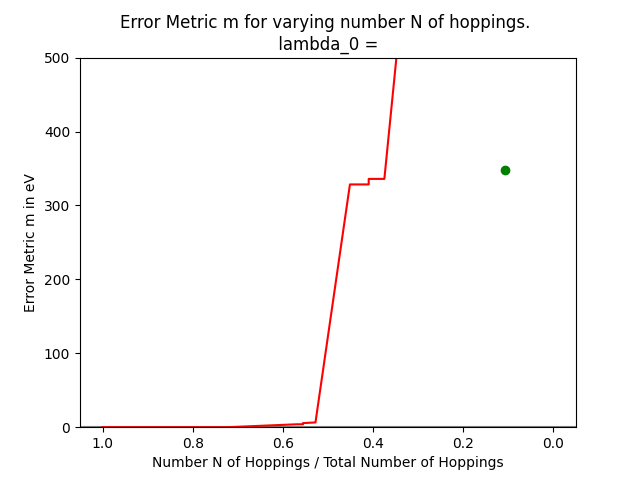 Error Metric m for varying number N of hoppings.
lambda_0 =
500
400
300
200
100
0
Error Metric m in eV
1.0 0.8 0.6 0.4 0.2 0.0
Number N of Hoppings / Total Number of Hoppings